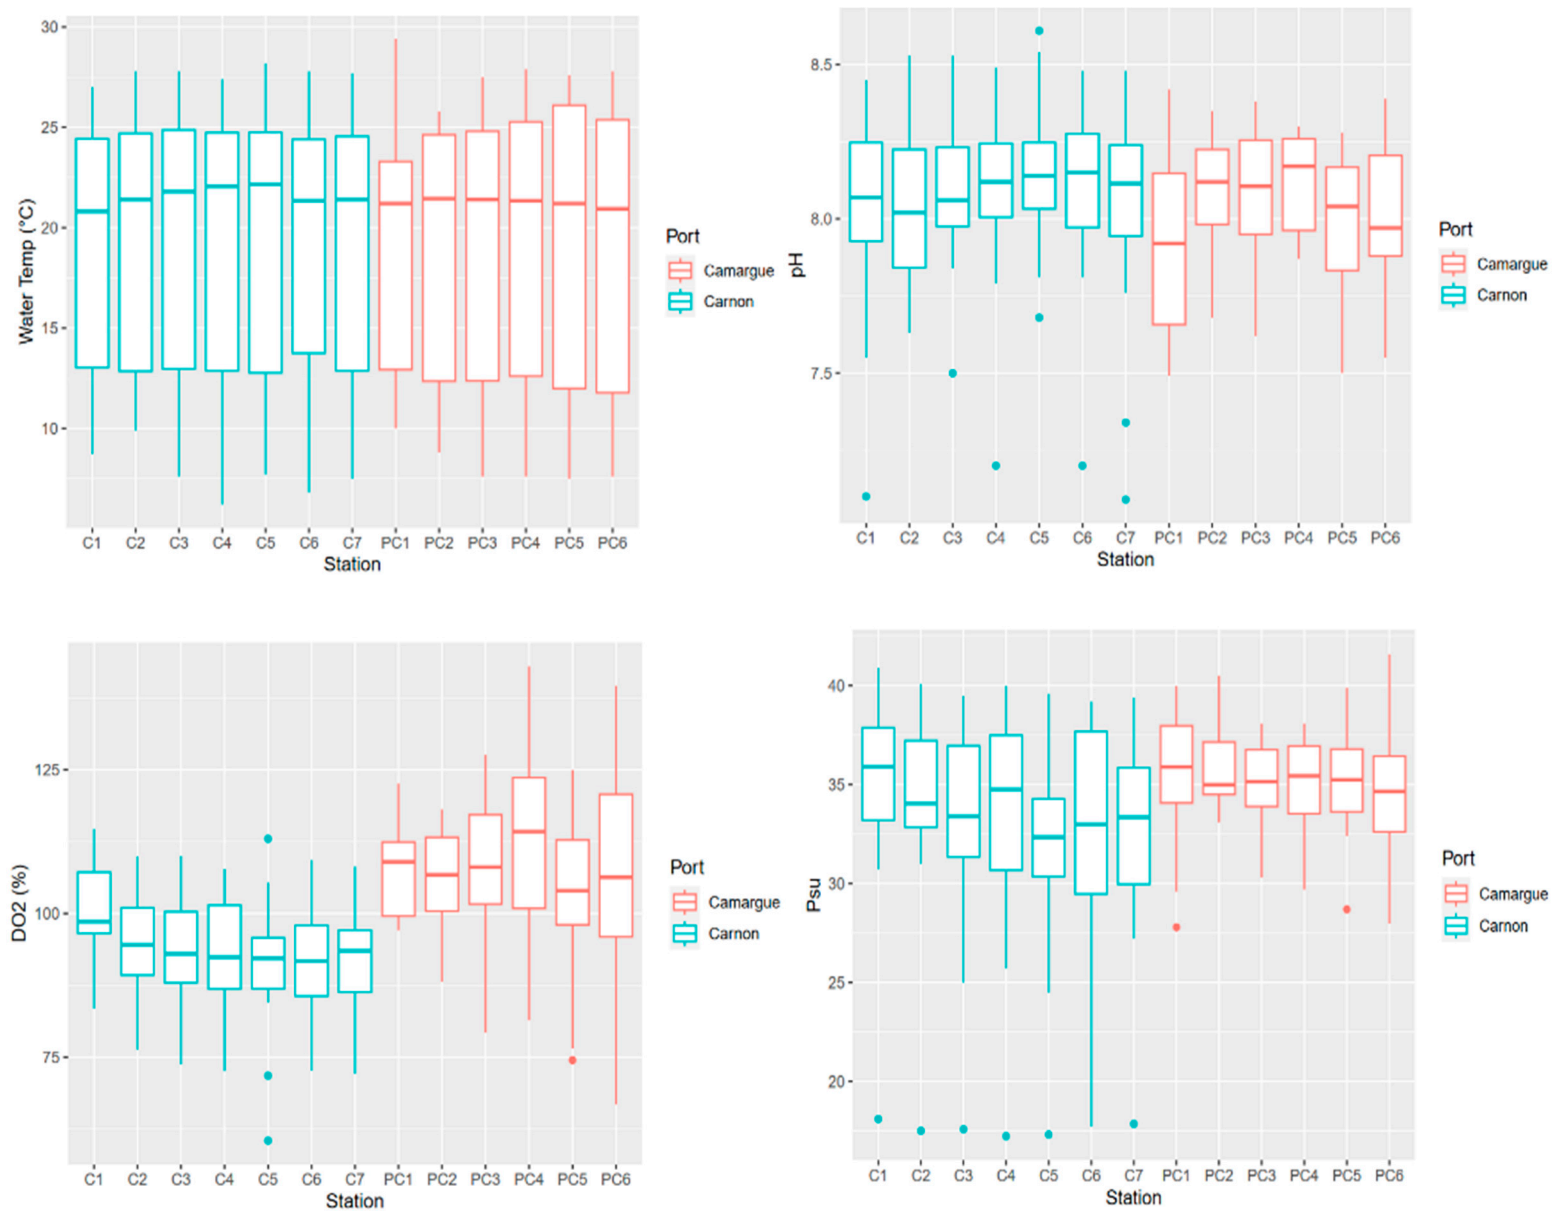 30
25
20
15
10
Water Temp (°C)
C1 C2 C3 C4 C5 C6 C7 PC1 PC2 PC3 PC4 PC5 PC6
Station
Port
Camargue
Carnon
8.5
8.0
7.5
pH
C1 C2 C3 C4 C5 C6 C7 PC1 PC2 PC3 PC4 PC5 PC6
Station
Port
Camargue
Carnon
125
100
75
DO2 (%)
C1 C2 C3 C4 C5 C6 C7 PC1 PC2 PC3 PC4 PC5 PC6
Station
Port
Camargue
Carnon
40
35
30
25
20
Psu
C1 C2 C3 C4 C5 C6 C7 PC1 PC2 PC3 PC4 PC5 PC6
Station
Port
Camargue
Carnon